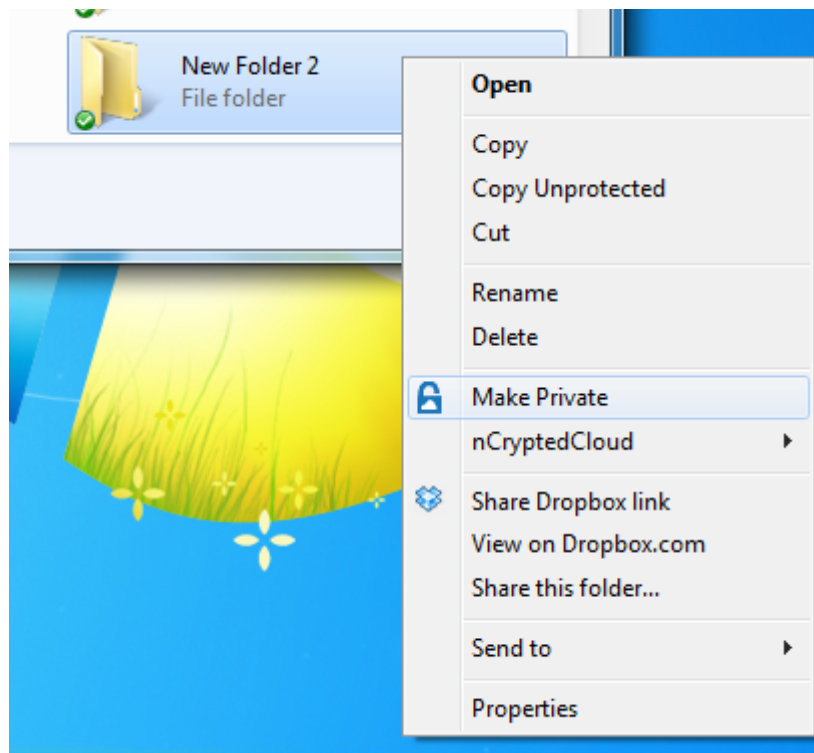 New Folder 2
File folder
Open
Copy
Copy Unprotected
Cut
Rename
Delete
Make Private
nCryptedCloud
Share Dropbox link
View on Dropbox.com
Share this folder...
Send to
Properties